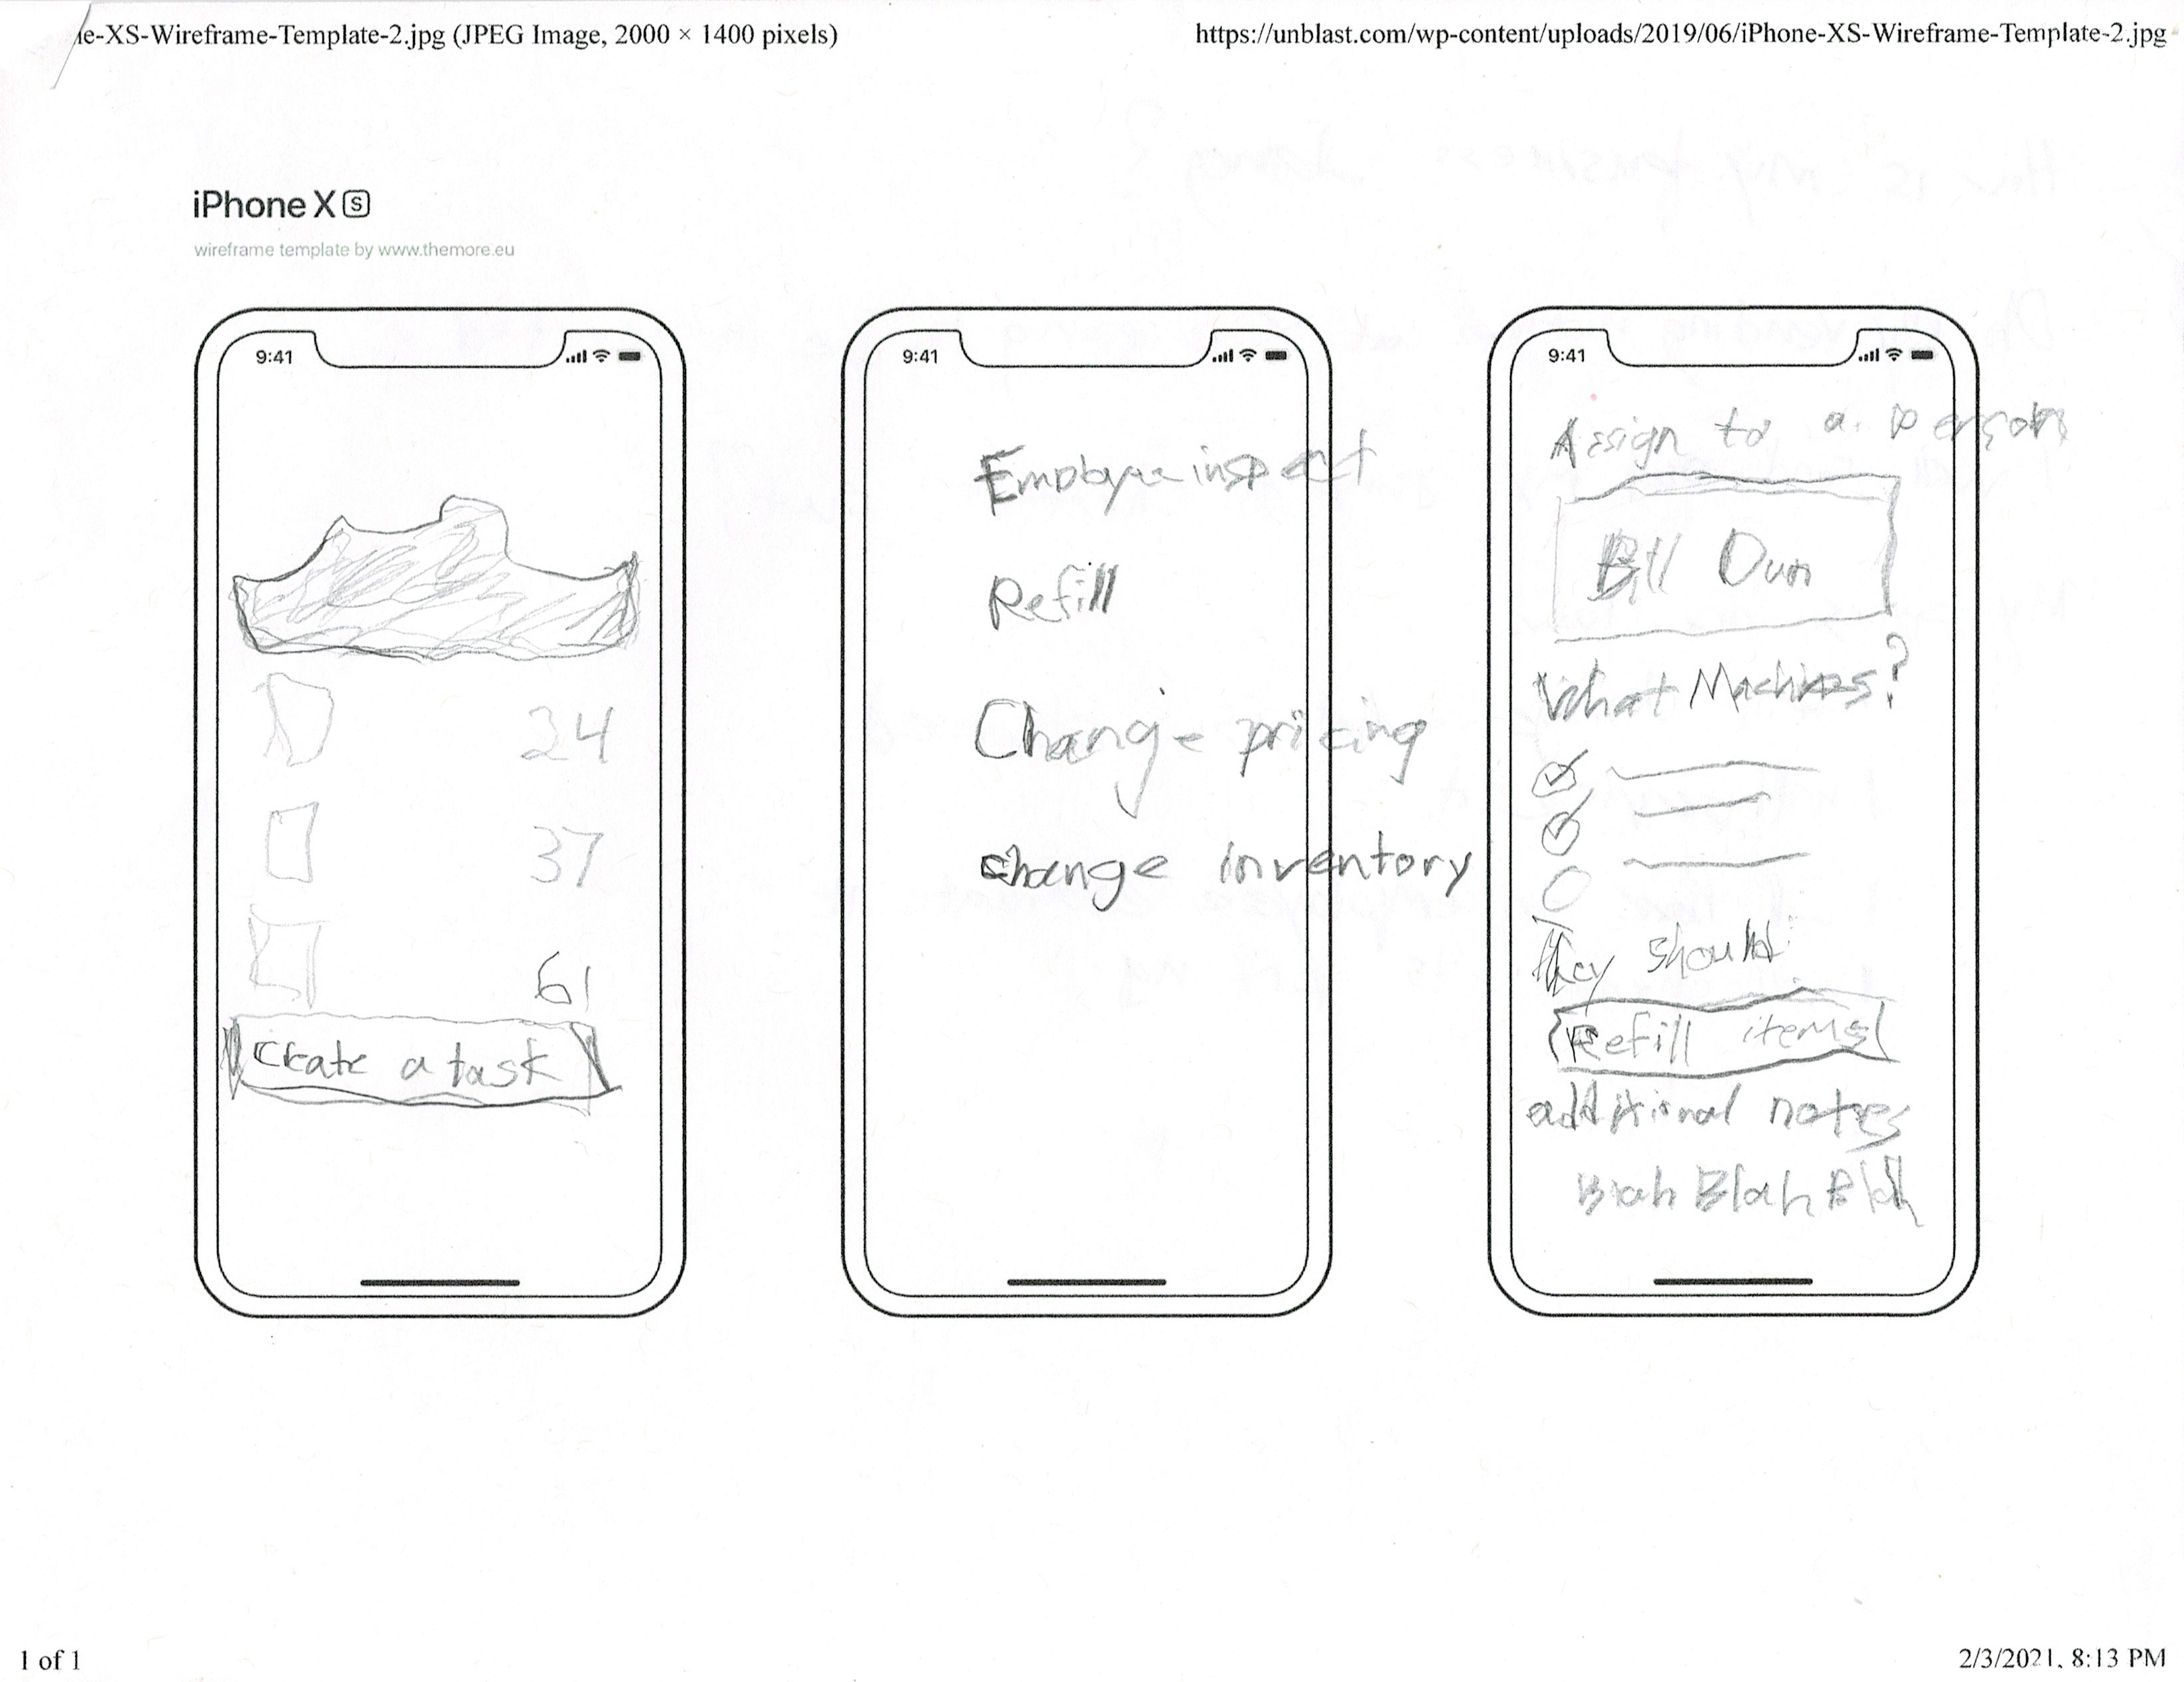 e-XS-Wireframe-Template-2.jpg (JPEG Image, 2000 × 1400 pixels)
https://unblast.com/wp-content/uploads/2019/06/iPhone-XS-Wireframe-Template-2.jpg
iPhone X S
wireframe template by www.themore.eu
9:41
24
37
61
Create a task
9:41
Employee inspect
Refill
Change pricing
change inventory
9:41
Assign to a person
Bill Dun
What Machines?
They should
Refill items
additional notes
Blah Blah Blah
1 of 1
2/3/2021, 8:13 PM